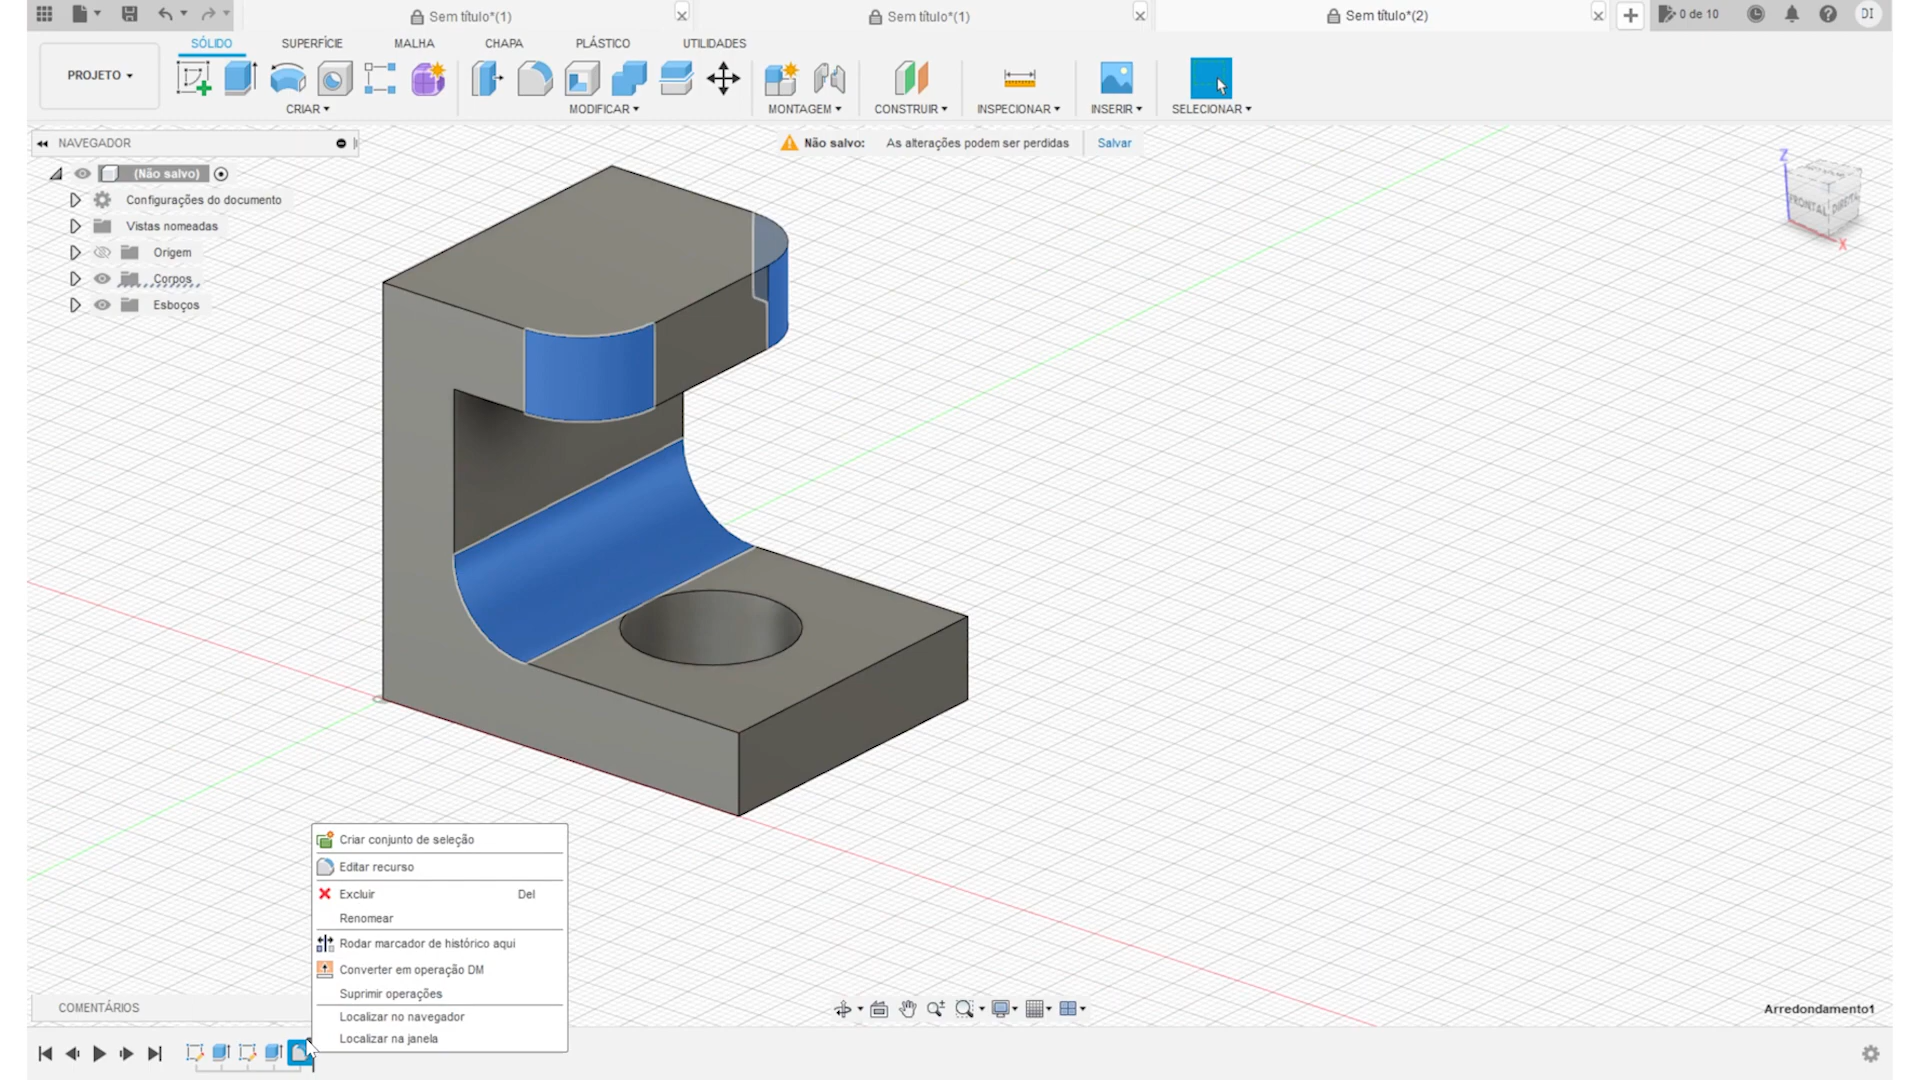 Sem título*(1)
Sem título*(1)
Sem título*(2)
0 de 10
DI
PROJETO
SÓLIDO
SUPERFÍCIE
MALHA
CHAPA
PLÁSTICO
UTILIDADES
CRIAR
MODIFICAR
MONTAGEM
CONSTRUIR
INSPECIONAR
INSERIR
SELECIONAR
NAVEGADOR
Não salvo: As alterações podem ser perdidas Salvar
(Não salvo)
Configurações do documento
Vistas nomeadas
Origem
Corpos
Esboços
Z
FRONTAL
X
Criar conjunto de seleção
Editar recurso
Excluir Del
Renomear
Rodar marcador de histórico aqui
Converter em operação DM
Suprimir operações
Localizar no navegador
Localizar na janela
COMENTÁRIOS
Arredondamento1